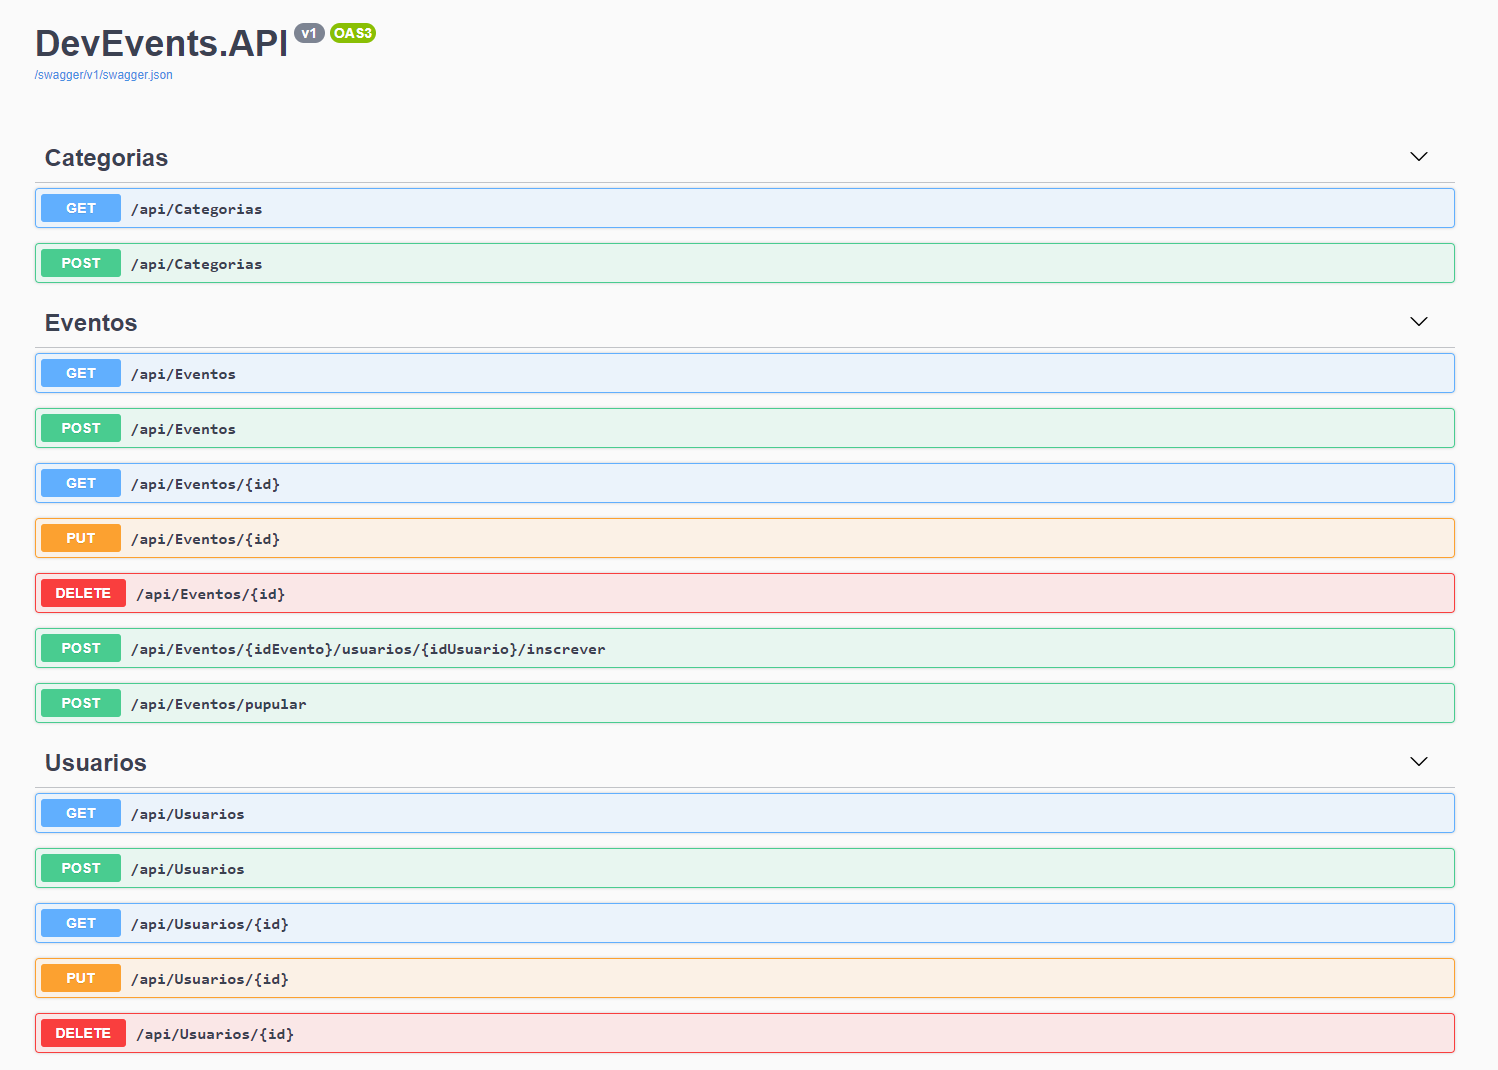 DevEvents.API v1 OAS3
/swagger/v1/swagger.json
Categorias
GET /api/Categorias
POST /api/Categorias
Eventos
GET /api/Eventos
POST /api/Eventos
GET /api/Eventos/{id}
PUT /api/Eventos/{id}
DELETE /api/Eventos/{id}
POST /api/Eventos/{idEvento}/usuarios/{idUsuario}/inscrever
POST /api/Eventos/pupular
Usuarios
GET /api/Usuarios
POST /api/Usuarios
GET /api/Usuarios/{id}
PUT /api/Usuarios/{id}
DELETE /api/Usuarios/{id}